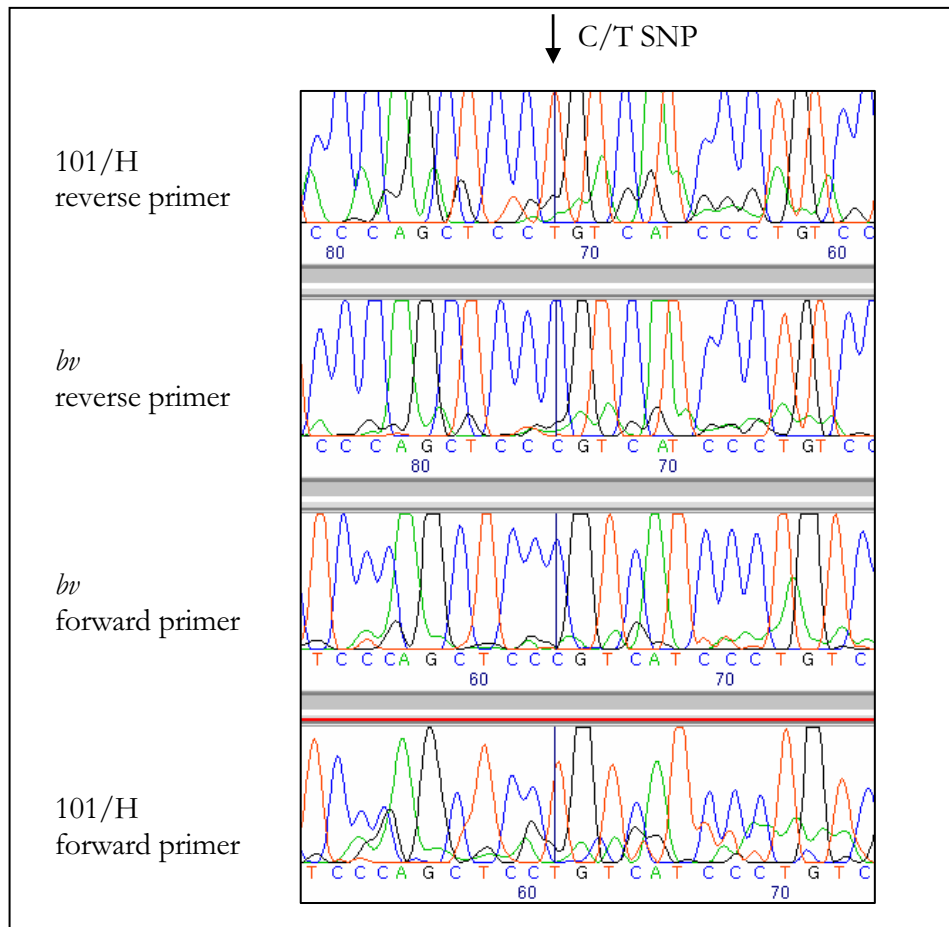 C/T SNP
101/H
reverse primer
C C C A G C T C C T G T C A T C C C T G T C C
80 70 60
bv
reverse primer
C C C A G C T C C C G T C A T C C C T G T C C
80 70
bv
forward primer
T C C C A G C T C C C G T C A T C C C T G T C
60 70
101/H
forward primer
T C C C A G C T C C T G T C A T C C C T G T C
60 70